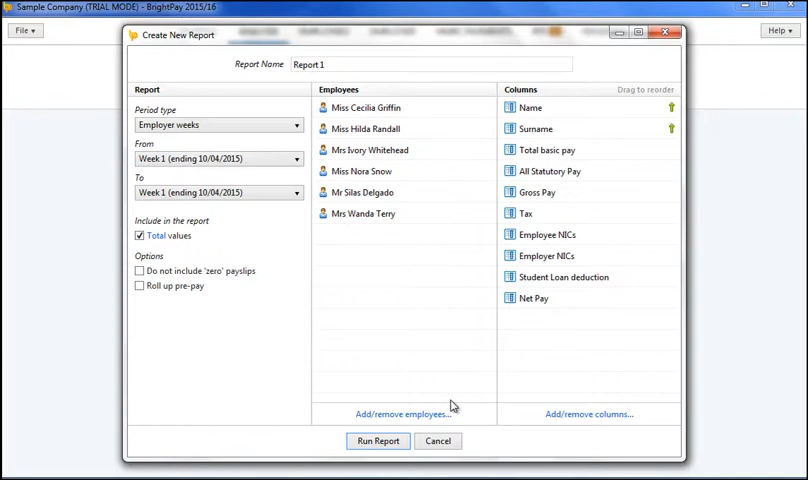 Sample Company (TRIAL MODE) - BrightPay 2015/16
File
Help
Create New Report
Report Name
Report 1
Report
Period type
Employer weeks
From
Week 1 (ending 10/04/2015)
To
Week 1 (ending 10/04/2015)
Include in the report
Total values
Options
Do not include 'zero' payslips
Roll up pre-pay
Employees
Miss Cecilia Griffin
Miss Hilda Randall
Mrs Ivory Whitehead
Miss Nora Snow
Mr Silas Delgado
Mrs Wanda Terry
Add/remove employees...
Columns
Drag to reorder
Name
Surname
Total basic pay
All Statutory Pay
Gross Pay
Tax
Employee NICs
Employer NICs
Student Loan deduction
Net Pay
Add/remove columns...
Run Report
Cancel